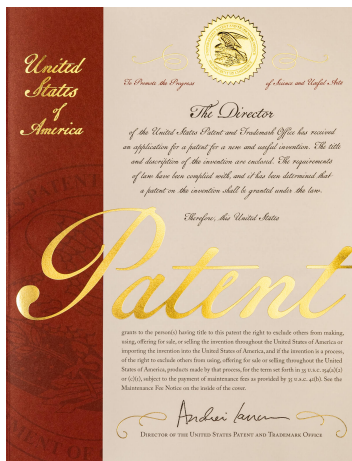 United
States
of
America
To Promote the Progress
of Science and Useful Arts
The Director
of the United States Patent and Trademark Office has received
an application for a patent for a new and useful invention. The title
and description of the invention are enclosed. The requirements
of law have been complied with, and it has been determined that
a patent on the invention shall be granted under the law.
Therefore, this United States
Patent
grants to the person(s) having title to this patent the right to exclude others from making,
using, offering for sale, or selling the invention throughout the United States of America or
importing the invention into the United States of America, and if the invention is a process,
of the right to exclude others from using, offering for sale or selling throughout the United
States of America, products made by that process, for the term set forth in 35 U.S.C. 154(a)(2)
or (c)(1), subject to the payment of maintenance fees as provided by 35 U.S.C. 41(b). See the
Maintenance Fee Notice on the inside of the cover.
Andrei Iancu
Director of the United States Patent and Trademark Office